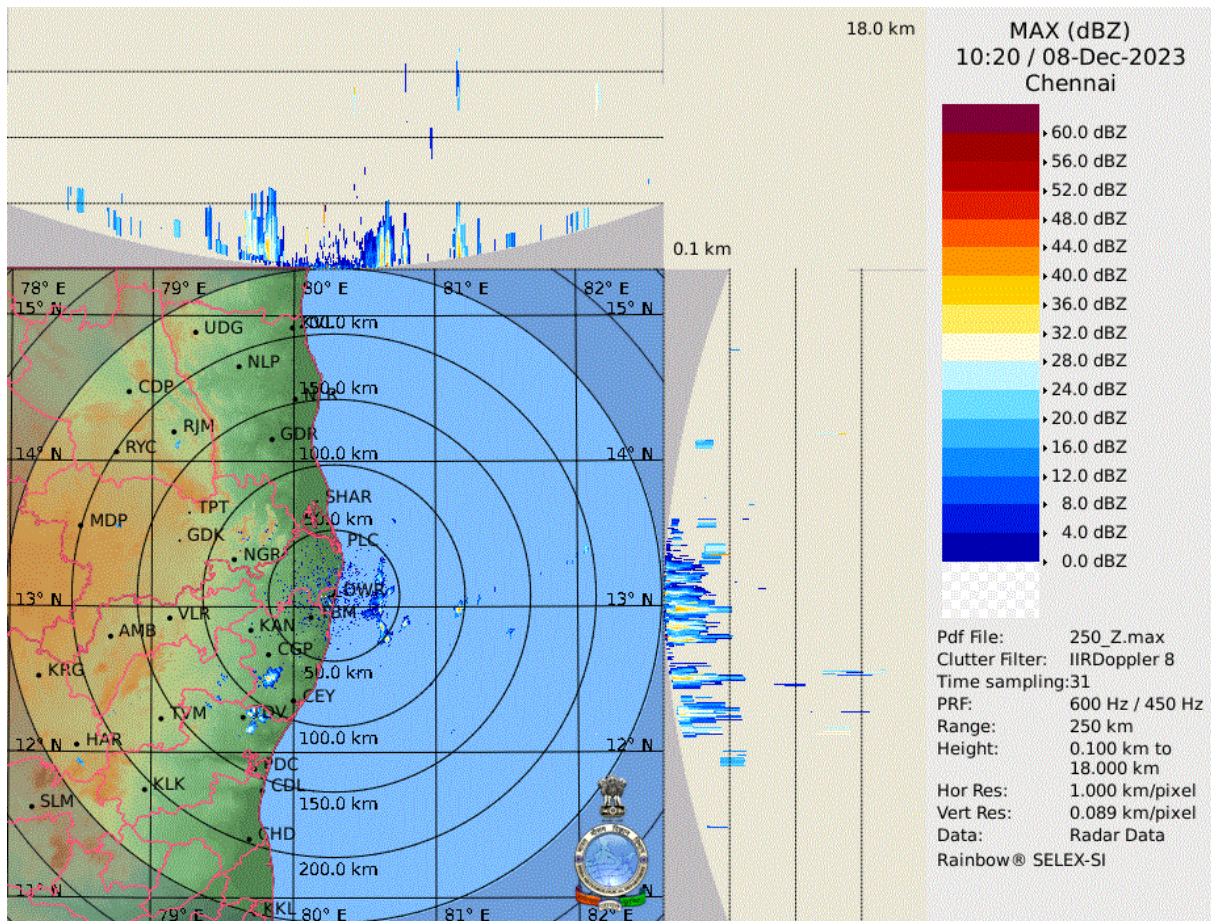 18.0 km
MAX (dBZ)
10:20 / 08-Dec-2023
Chennai
60.0 dBZ
56.0 dBZ
52.0 dBZ
48.0 dBZ
44.0 dBZ
40.0 dBZ
36.0 dBZ
32.0 dBZ
28.0 dBZ
24.0 dBZ
20.0 dBZ
16.0 dBZ
12.0 dBZ
8.0 dBZ
4.0 dBZ
0.0 dBZ
0.1 km
78° E 79° E 80° E 81° E 82° E
15° N 15° N
UDG
NLP
CDP
150.0 km
RJM
GDR
RYC
100.0 km
14° N 14° N
SHAR
TPT
MDP
50.0 km
GDK
PLC
NGR
13° N 13° N
VLR
KAN
AMB
CGP
KRG
50.0 km
CEY
TVM
HAR
100.0 km
12° N 12° N
PDC
KLK
CDL
SLM
150.0 km
CHD
200.0 km
KKL
79° E 80° E 81° E 82° E
Pdf File: 250_Z.max
Clutter Filter: IIRDoppler 8
Time sampling:31
PRF: 600 Hz / 450 Hz
Range: 250 km
Height: 0.100 km to
18.000 km
Hor Res: 1.000 km/pixel
Vert Res: 0.089 km/pixel
Data: Radar Data
Rainbow® SELEX-SI